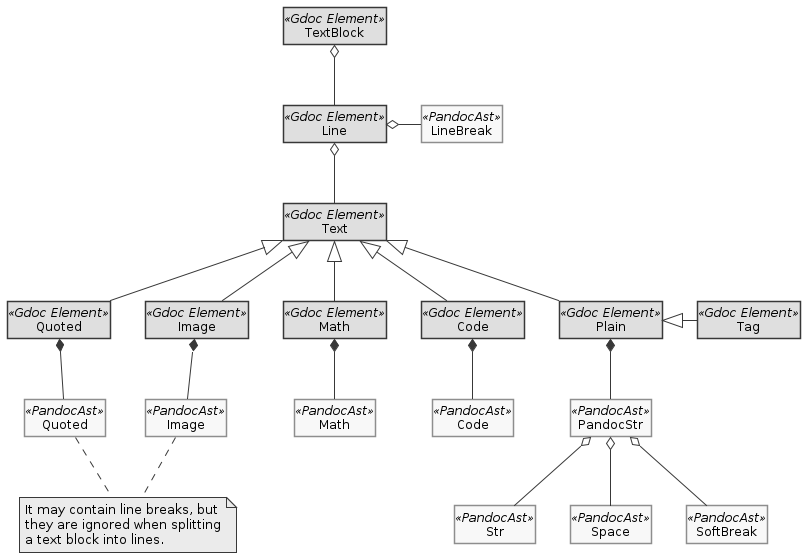 «Gdoc Element»
TextBlock
«Gdoc Element»
Line
«PandocAst»
LineBreak
«Gdoc Element»
Text
«Gdoc Element»
Quoted
«Gdoc Element»
Image
«Gdoc Element»
Math
«Gdoc Element»
Code
«Gdoc Element»
Plain
«Gdoc Element»
Tag
«PandocAst»
Quoted
«PandocAst»
Image
«PandocAst»
Math
«PandocAst»
Code
«PandocAst»
PandocStr
It may contain line breaks, but
they are ignored when splitting
a text block into lines.
«PandocAst»
Str
«PandocAst»
Space
«PandocAst»
SoftBreak